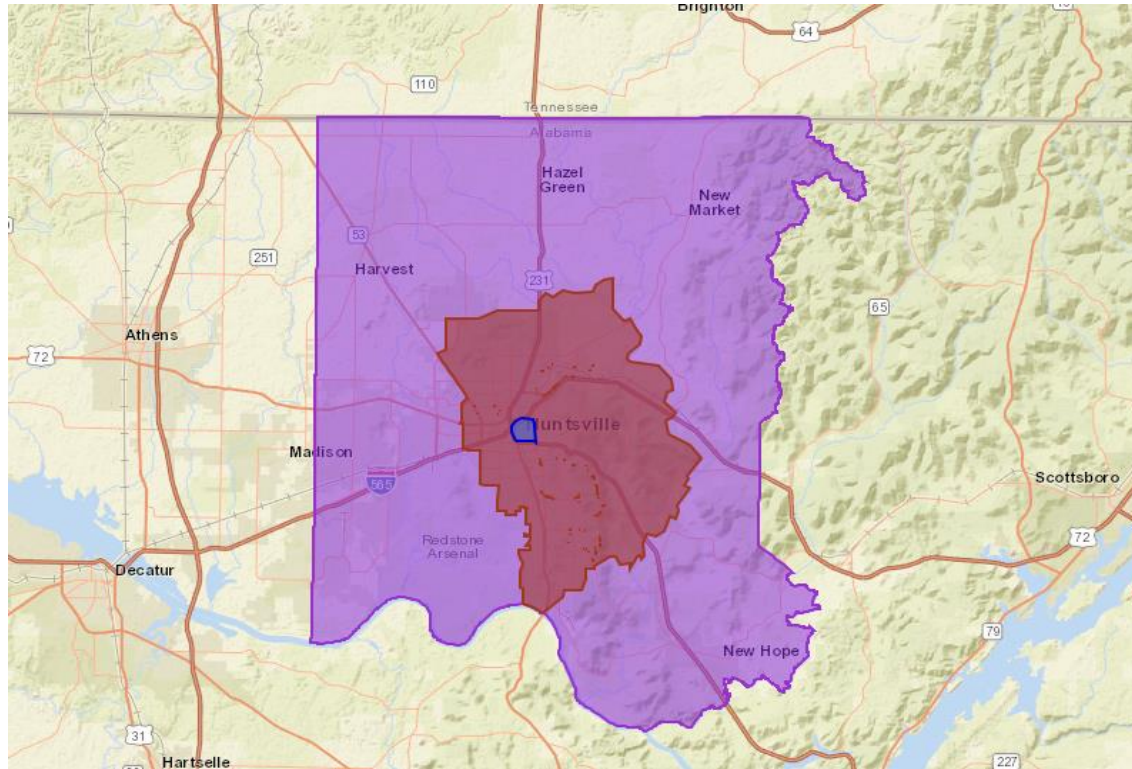 Brighton
64
110
Tennessee
Alabama
Hazel
Green
New
Market
53
251
Harvest
231
65
Athens
72
Huntsville
Madison
565
Scottsboro
Redstone
Arsenal
72
Decatur
79
New Hope
31
Hartselle
227